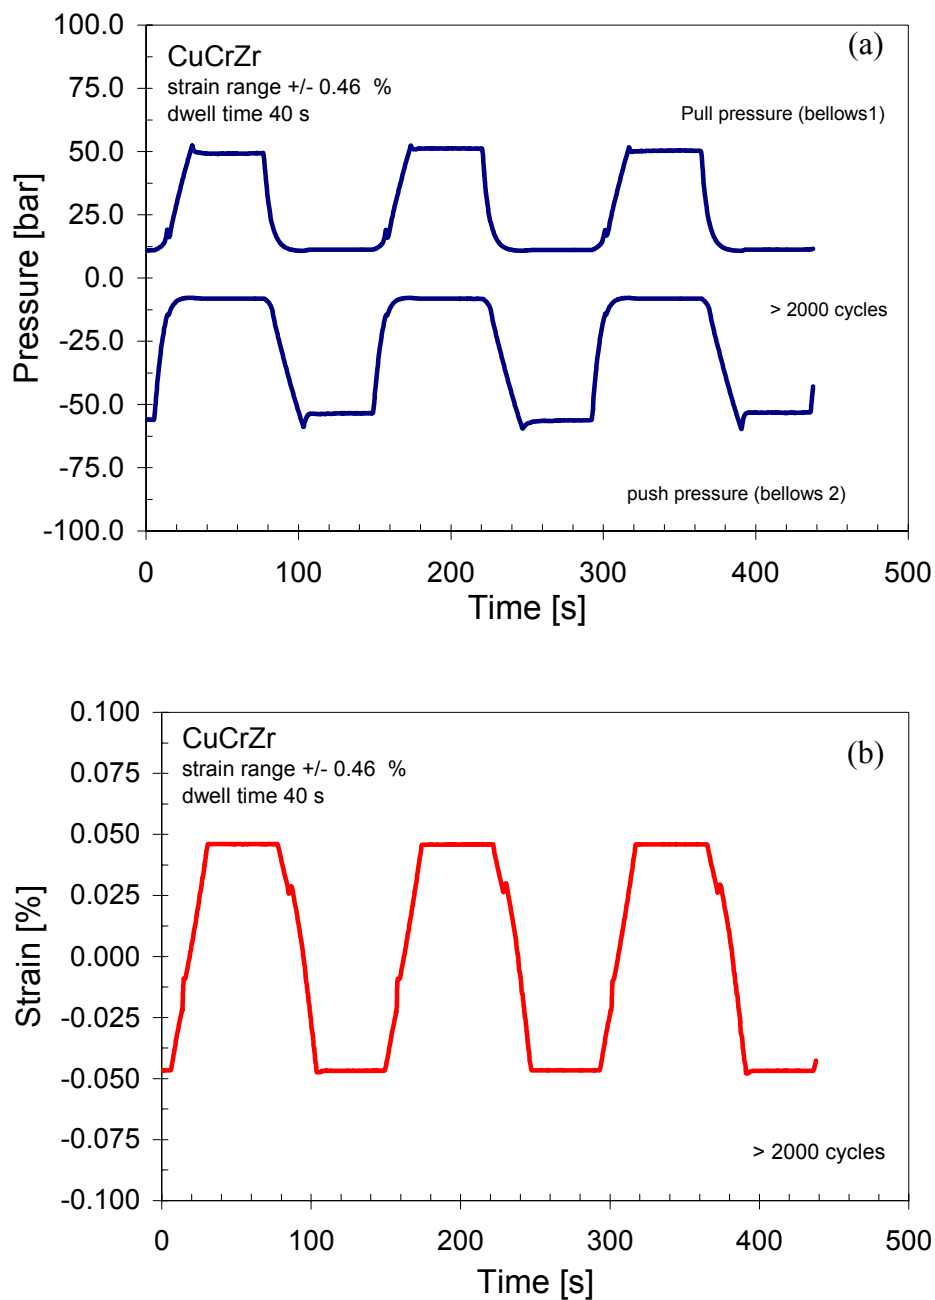 100.0
75.0
50.0
25.0
0.0
-25.0
-50.0
-75.0
-100.0
Pressure [bar]
CuCrZr
strain range +/- 0.46 %
dwell time 40 s
(a)
Pull pressure (bellows1)
> 2000 cycles
push pressure (bellows 2)
0 100 200 300 400 500
Time [s]
0.100
0.075
0.050
0.025
0.000
-0.025
-0.050
-0.075
-0.100
Strain [%]
CuCrZr
strain range +/- 0.46 %
dwell time 40 s
(b)
> 2000 cycles
0 100 200 300 400 500
Time [s]